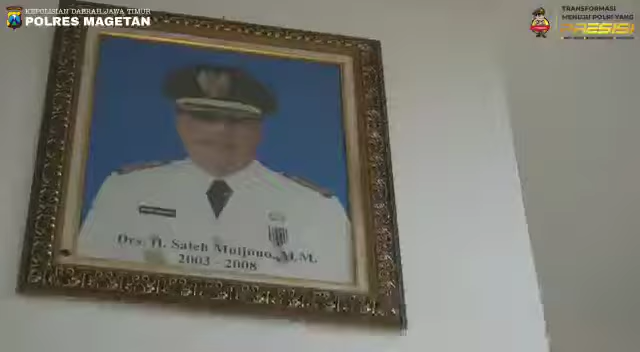 KEPOLISIAN DAERAH JAWA TIMUR
POLRES MAGETAN
TRANSFORMASI
MENUJU POLRI YANG
PRESISI
Drs. H. Saleh Muljono, M.M.
2003 - 2008